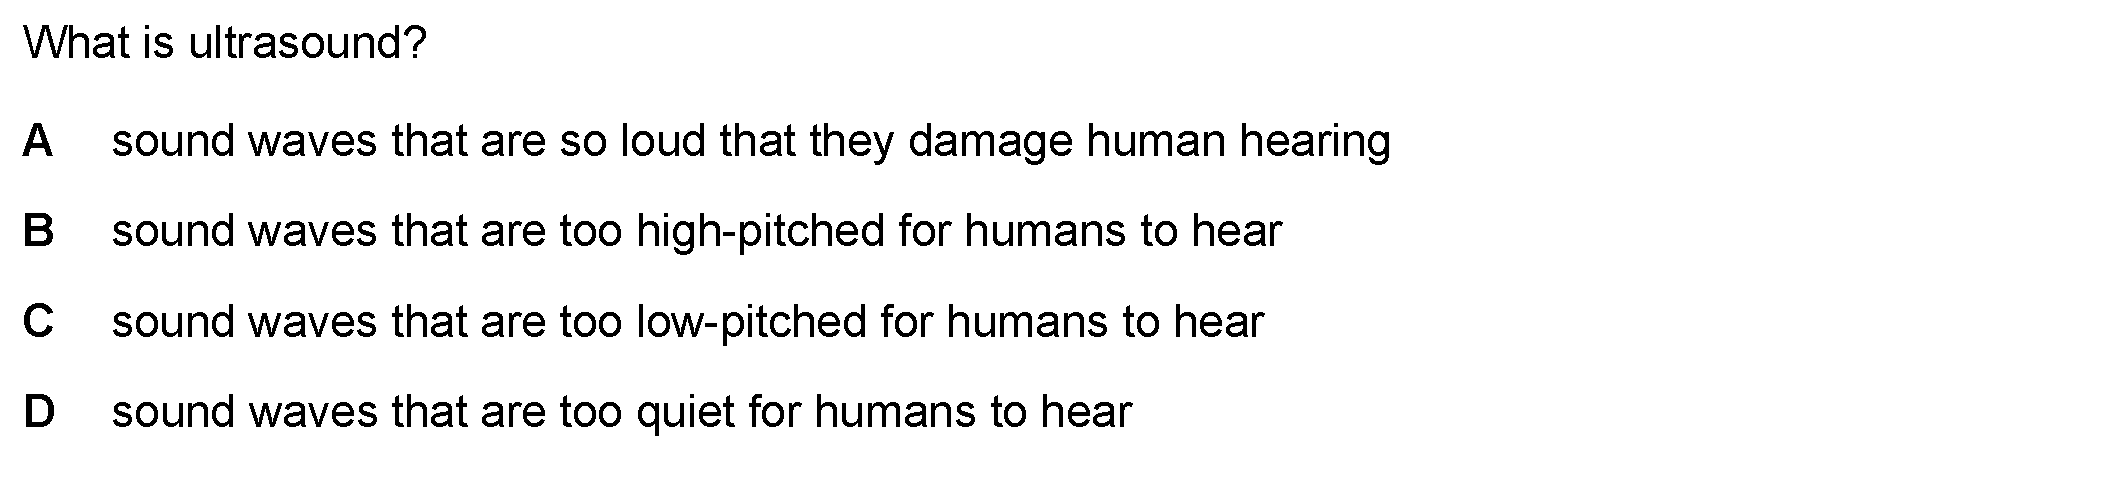 What is ultrasound?
A sound waves that are so loud that they damage human hearing
B sound waves that are too high-pitched for humans to hear
C sound waves that are too low-pitched for humans to hear
D sound waves that are too quiet for humans to hear